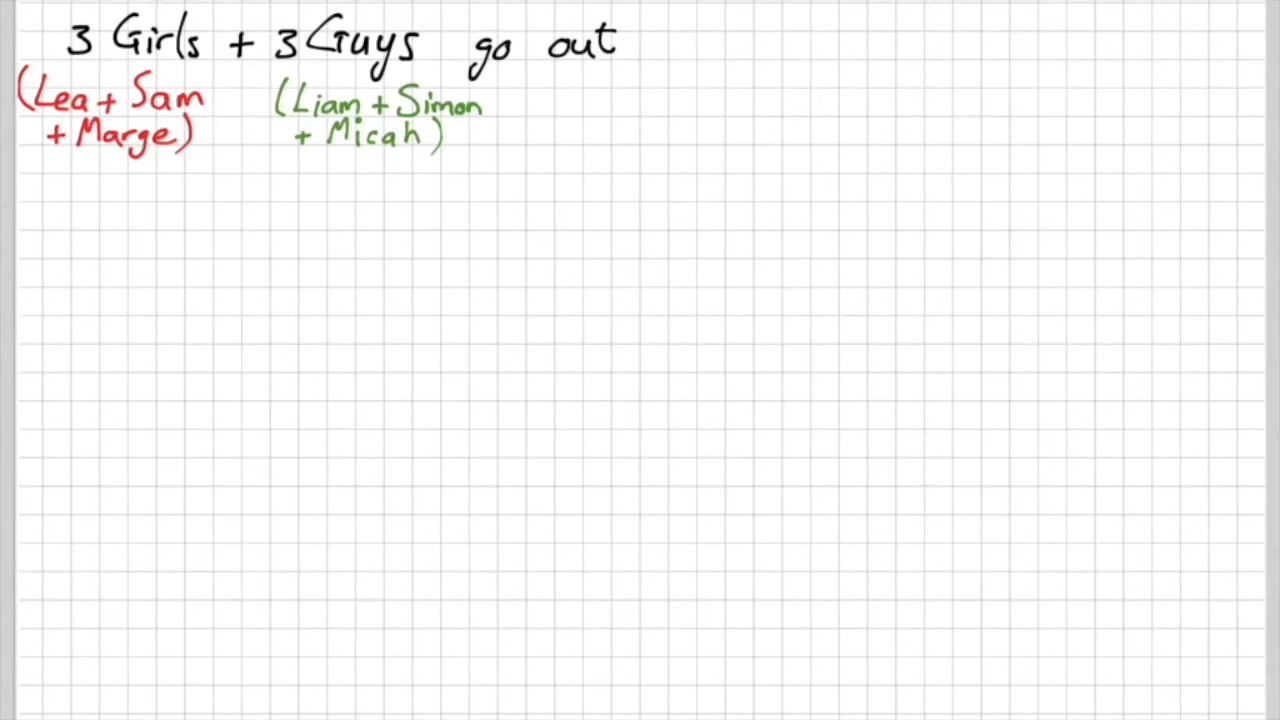 3 Girls + 3 Guys go out
(Lea + Sam
+ Marge)
(Liam + Simon
+ Micah)